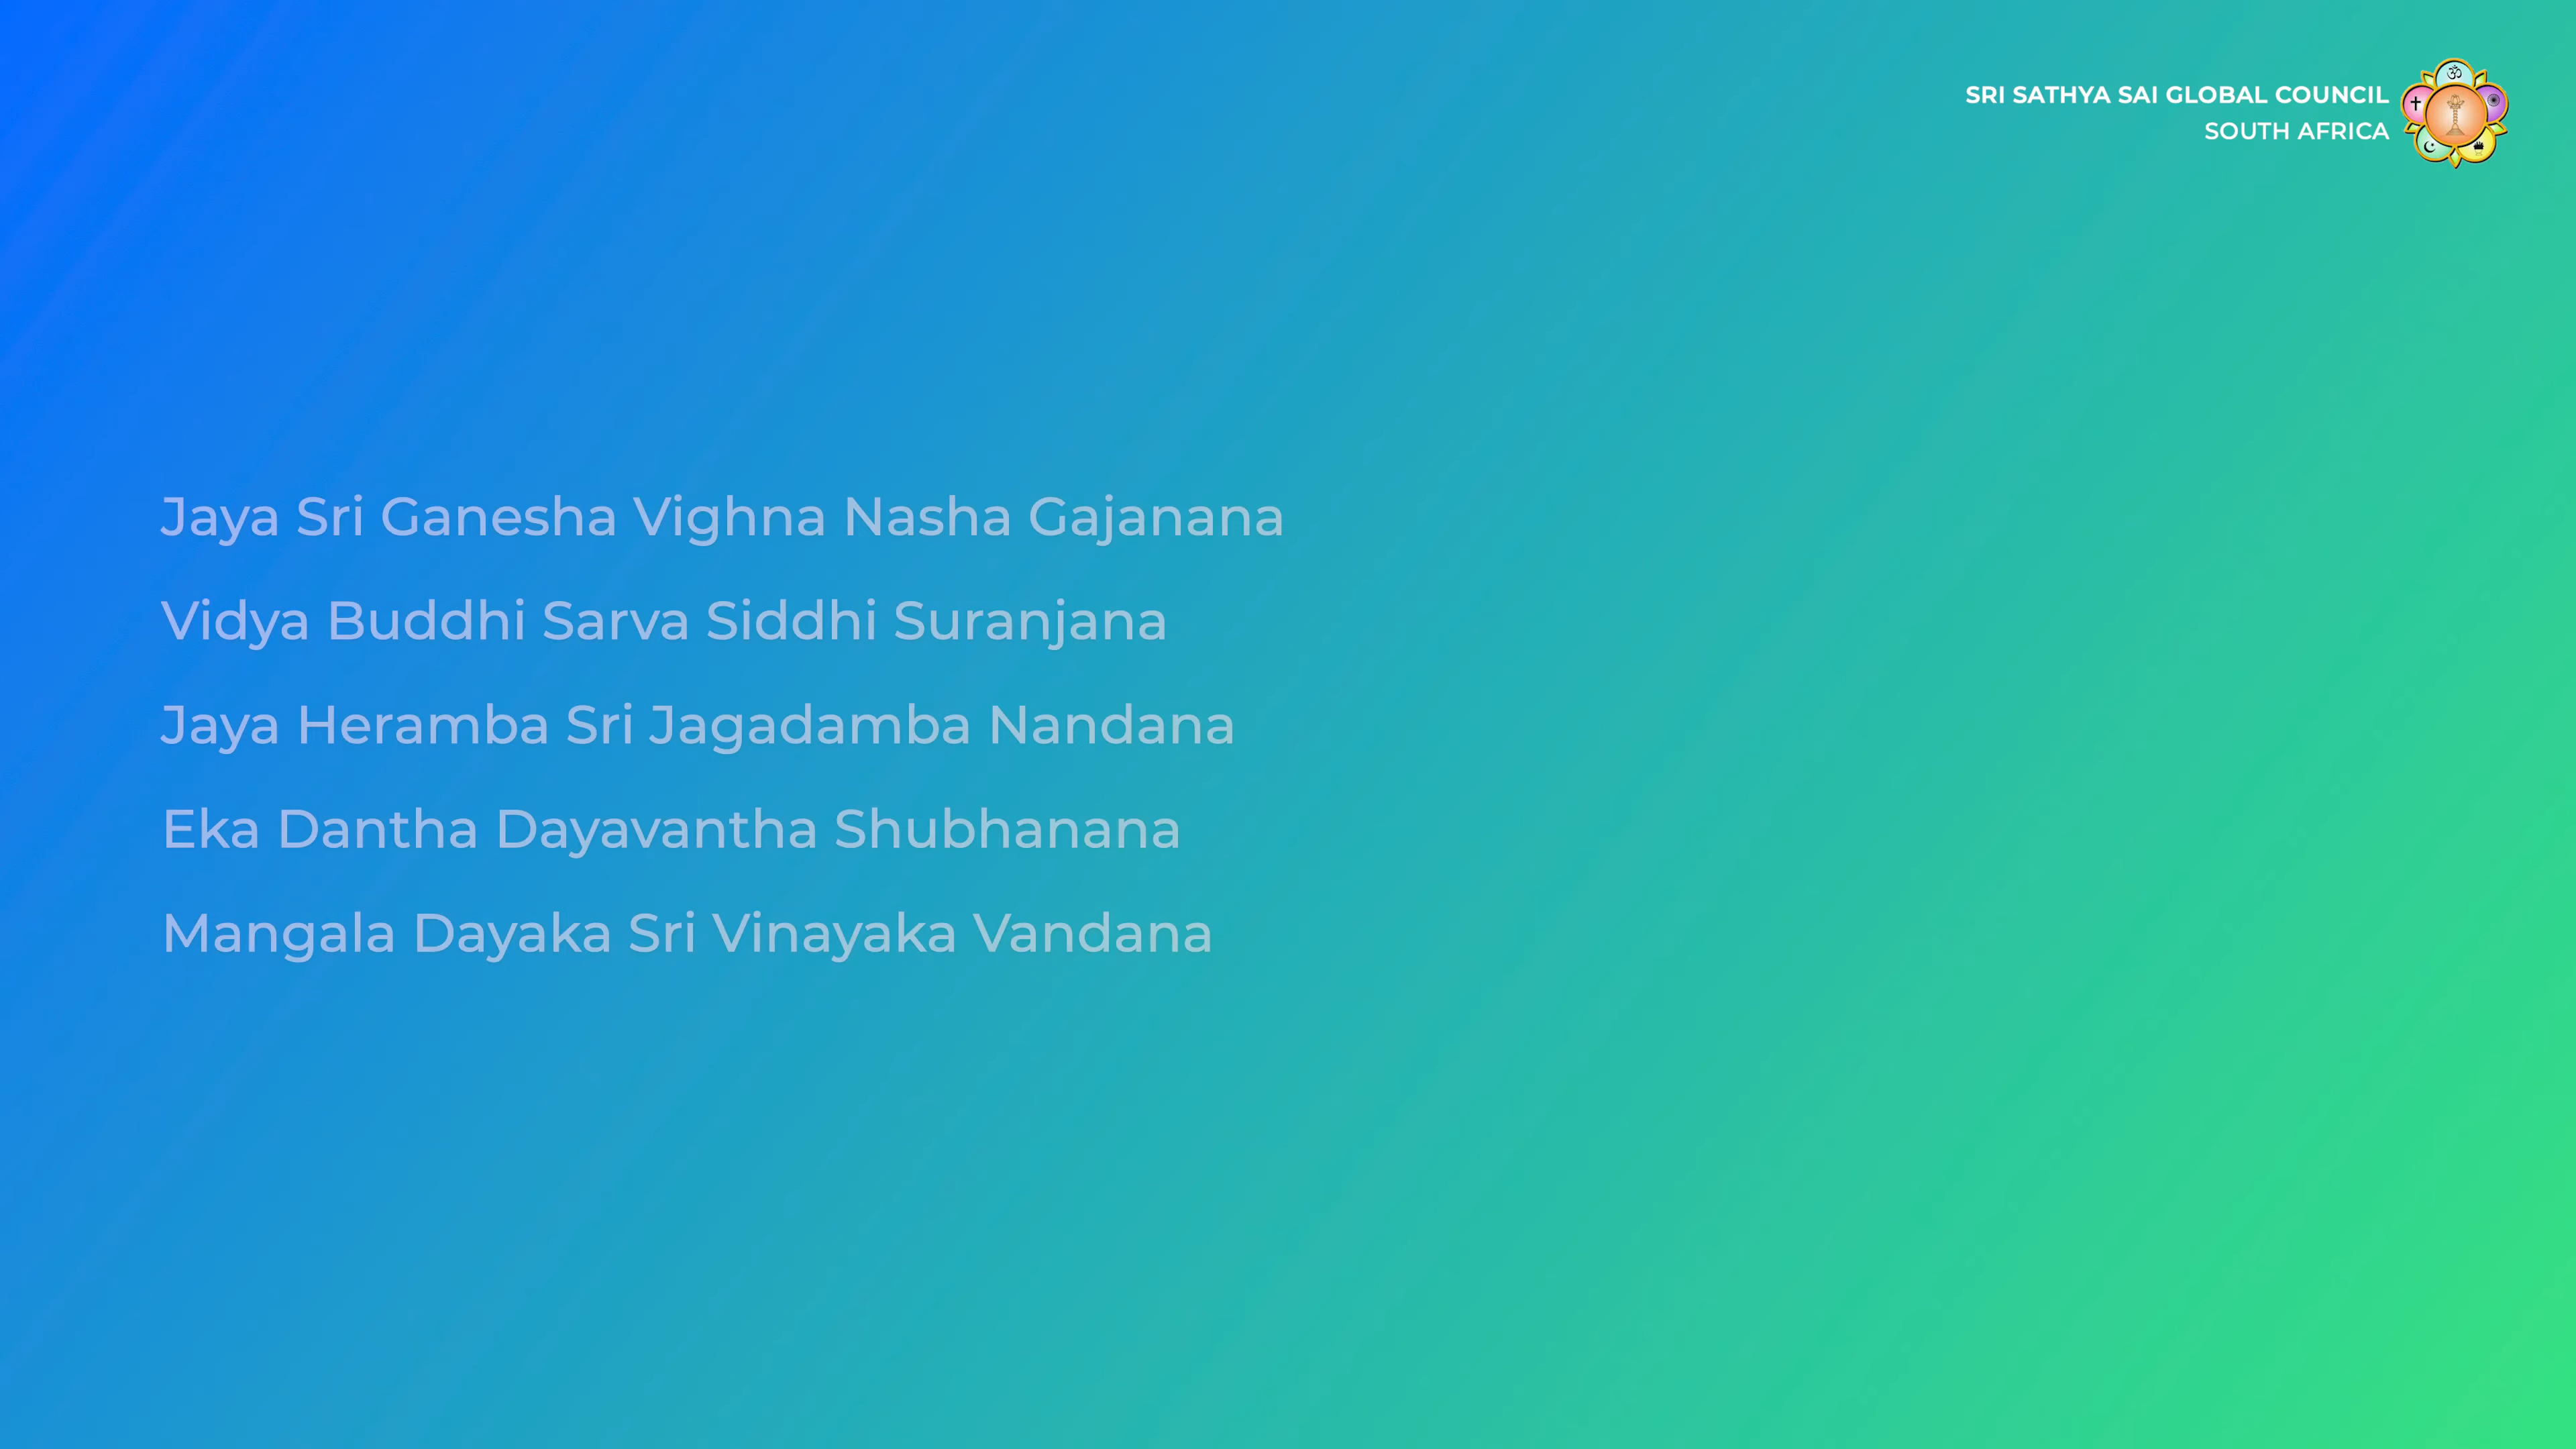 SRI SATHYA SAI GLOBAL COUNCIL
SOUTH AFRICA
Jaya Sri Ganesha Vighna Nasha Gajanana
Vidya Buddhi Sarva Siddhi Suranjana
Jaya Heramba Sri Jagadamba Nandana
Eka Dantha Dayavantha Shubhanana
Mangala Dayaka Sri Vinayaka Vandana